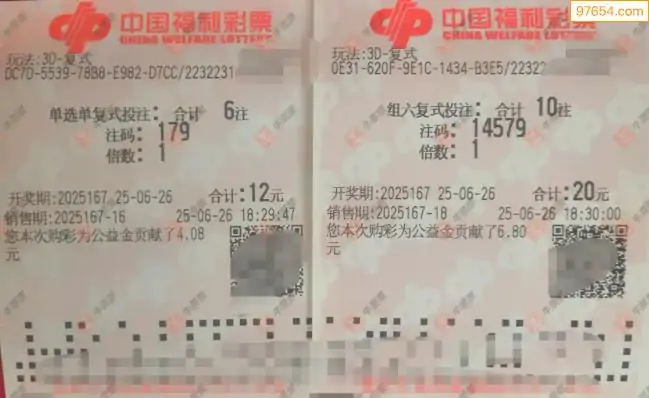 97654.com
中国福利彩票
CHINA WELFARE LOTTERY
玩法:3D-复式
DC7D-5539-78B8-E982-D7CC/2232231
单选单复式投注: 合计 6注
注码: 179
倍数: 1
开奖期:2025167 25-06-26 合计:12元
销售期:2025167-16 25-06-26 18:29:47
您本次购彩为公益金贡献了4.08
元
中国福利彩票
CHINA WELFARE LOTTERY
玩法:3D-复式
0E31-620F-9E1C-1434-B3E5/2232
组六复式投注: 合计 10注
注码: 14579
倍数: 1
开奖期:2025167 25-06-26 合计:20元
销售期:2025167-18 25-06-26 18:30:00
您本次购彩为公益金贡献了6.80
元